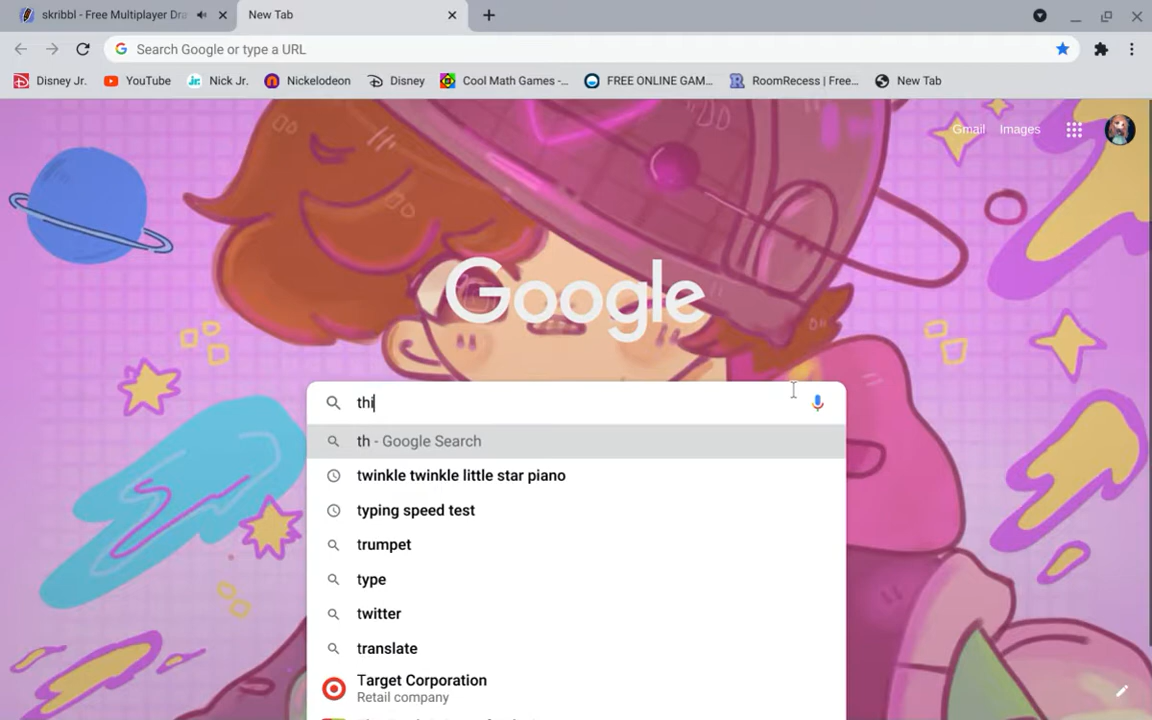 skribbl - Free Multiplayer Dra
New Tab
Search Google or type a URL
Disney Jr. YouTube Nick Jr. Nickelodeon Disney Cool Math Games -... FREE ONLINE GAM... RoomRecess | Free... New Tab
Gmail Images
Google
thi
th - Google Search
twinkle twinkle little star piano
typing speed test
trumpet
type
twitter
translate
Target Corporation
Retail company